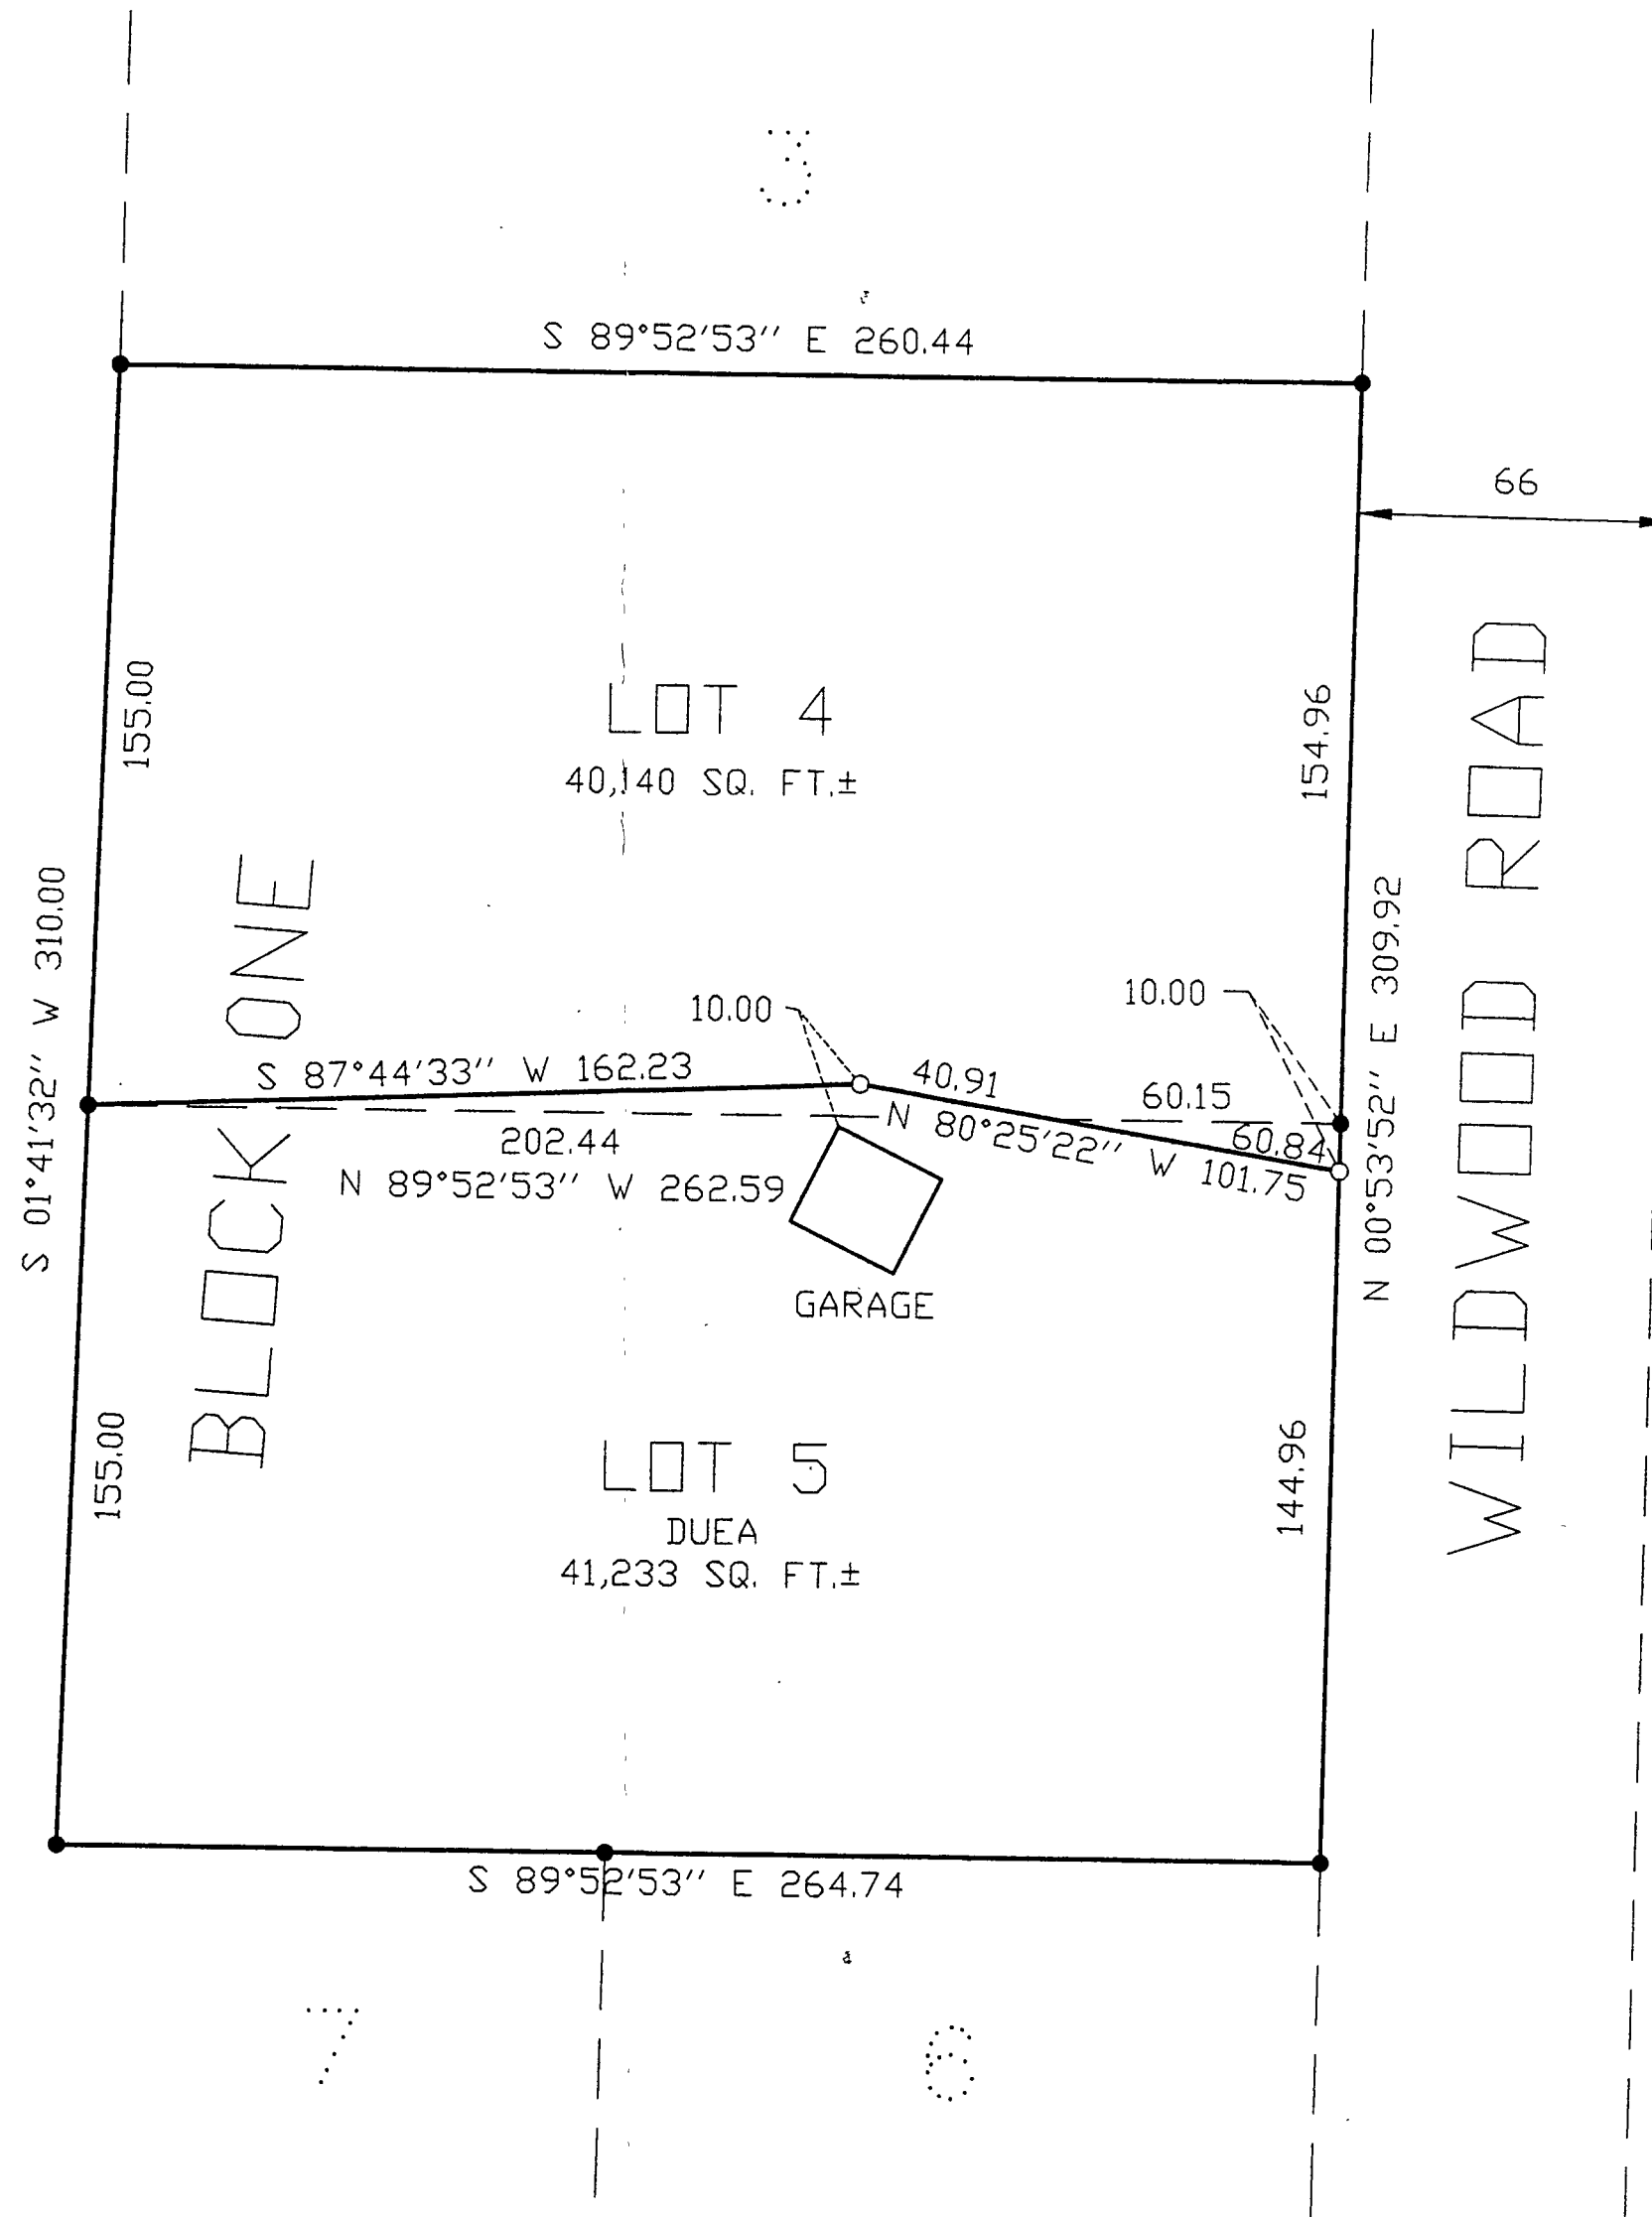 3
S 89°52'53" E 260.44
66
155.00
LOT 4
40,140 SQ. FT.±
154.96
WILDWOOD ROAD
BLOCK ONE
S 01°41'32" W 310.00
N 00°53'52" E 309.92
10.00
10.00
S 87°44'33" W 162.23
40.91
60.15
N 80°25'22" W 101.75
60.84
202.44
N 89°52'53" W 262.59
GARAGE
155.00
LOT 5
DUEA
41,233 SQ. FT.±
144.96
S 89°52'53" E 264.74
7
6